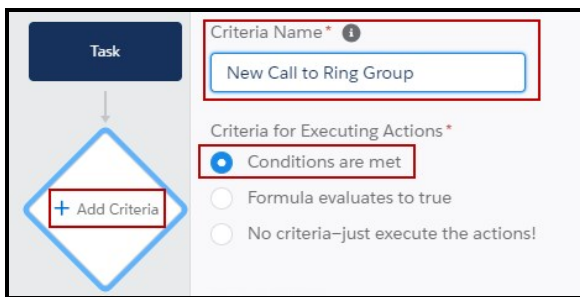 Task
+ Add Criteria
Criteria Name*
New Call to Ring Group
Criteria for Executing Actions*
Conditions are met
Formula evaluates to true
No criteria—just execute the actions!